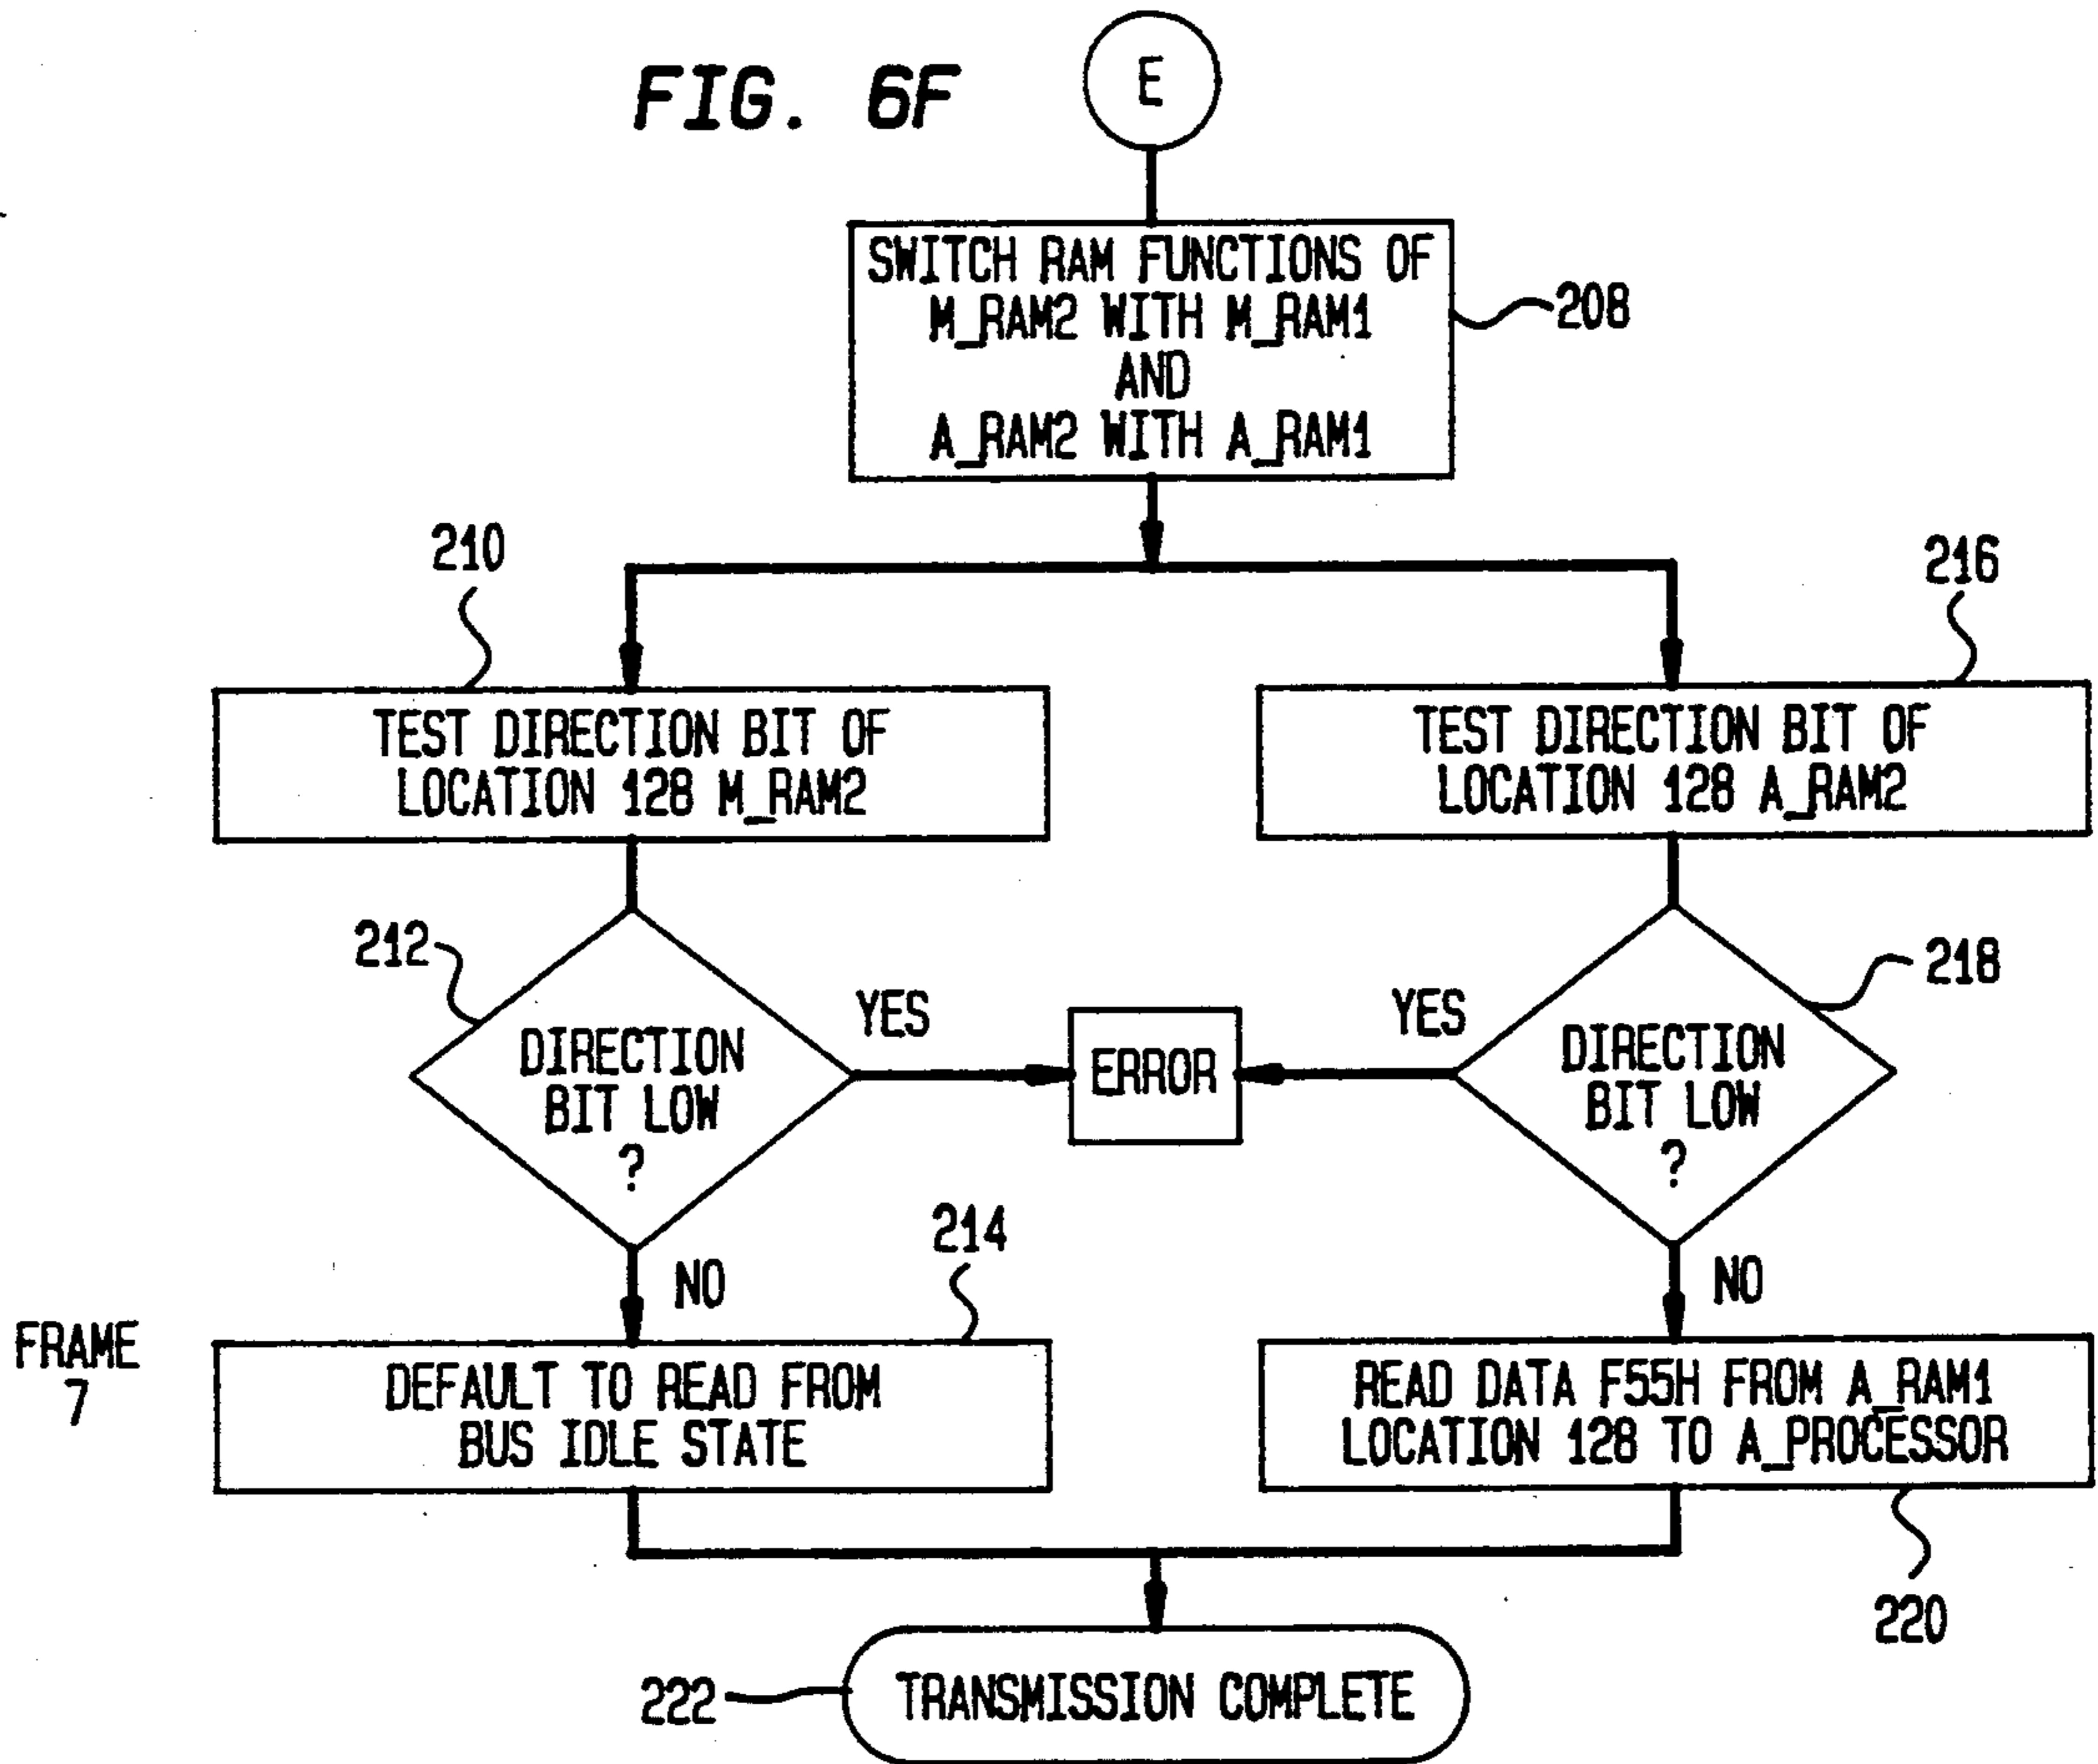 FIG. 6F
E
SWITCH RAM FUNCTIONS OF
M_RAM2 WITH M_RAM1
AND
A_RAM2 WITH A_RAM1
208
210
216
TEST DIRECTION BIT OF
LOCATION 128 M_RAM2
TEST DIRECTION BIT OF
LOCATION 128 A_RAM2
212
218
YES
YES
DIRECTION
BIT LOW
?
ERROR
DIRECTION
BIT LOW
?
214
NO
NO
FRAME
7
DEFAULT TO READ FROM
BUS IDLE STATE
READ DATA F55H FROM A_RAM1
LOCATION 128 TO A_PROCESSOR
220
222
TRANSMISSION COMPLETE